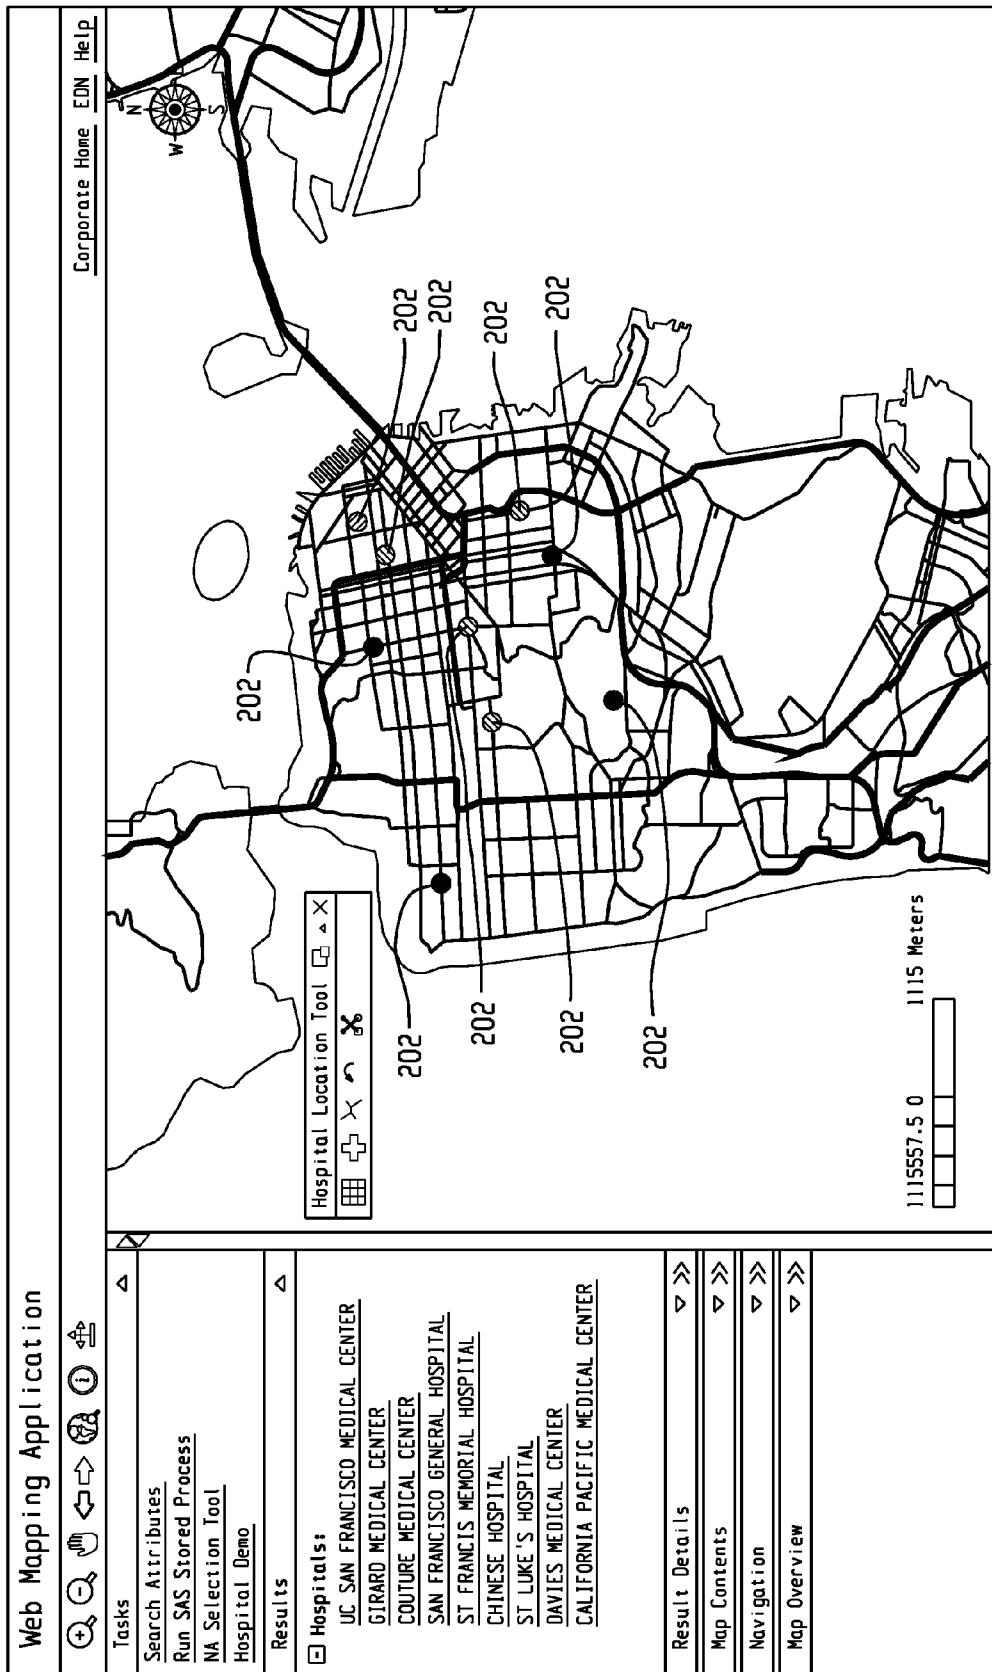 Web Mapping Application
Corporate Home EDN Help
Tasks
Search Attributes
Run SAS Stored Process
NA Selection Tool
Hospital Demo
Results
Hospitals:
UC SAN FRANCISCO MEDICAL CENTER
GIRARD MEDICAL CENTER
COUTURE MEDICAL CENTER
SAN FRANCISCO GENERAL HOSPITAL
ST FRANCIS MEMORIAL HOSPITAL
CHINESE HOSPITAL
ST LUKE'S HOSPITAL
DAVIES MEDICAL CENTER
CALIFORNIA PACIFIC MEDICAL CENTER
Result Details
Map Contents
Navigation
Map Overview
Hospital Location Tool
N
W
S
202
202
202
202
202
202
202
202
202
1115557.5 0 1115 Meters